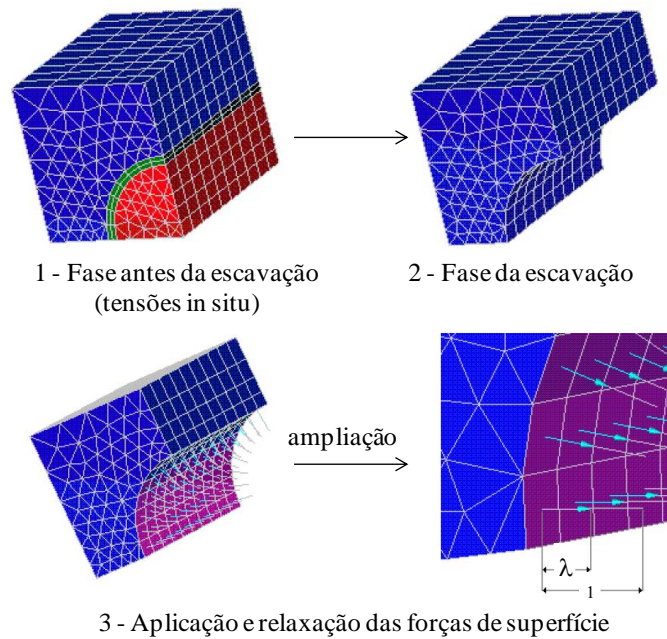 1 - Fase antes da escavação
(tensões in situ)
2 - Fase da escavação
ampliação
λ
1
3 - Aplicação e relaxação das forças de superfície